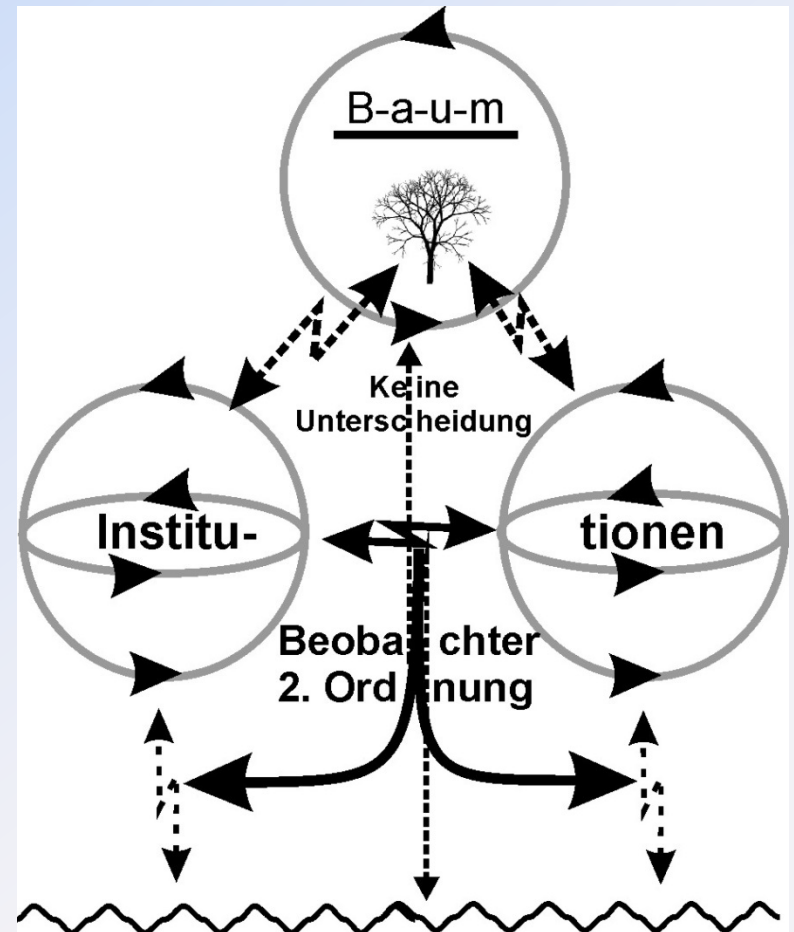 B-a-u-m
Keine
Unterscheidung
Institu-
tionen
Beobachter
2. Ordnung